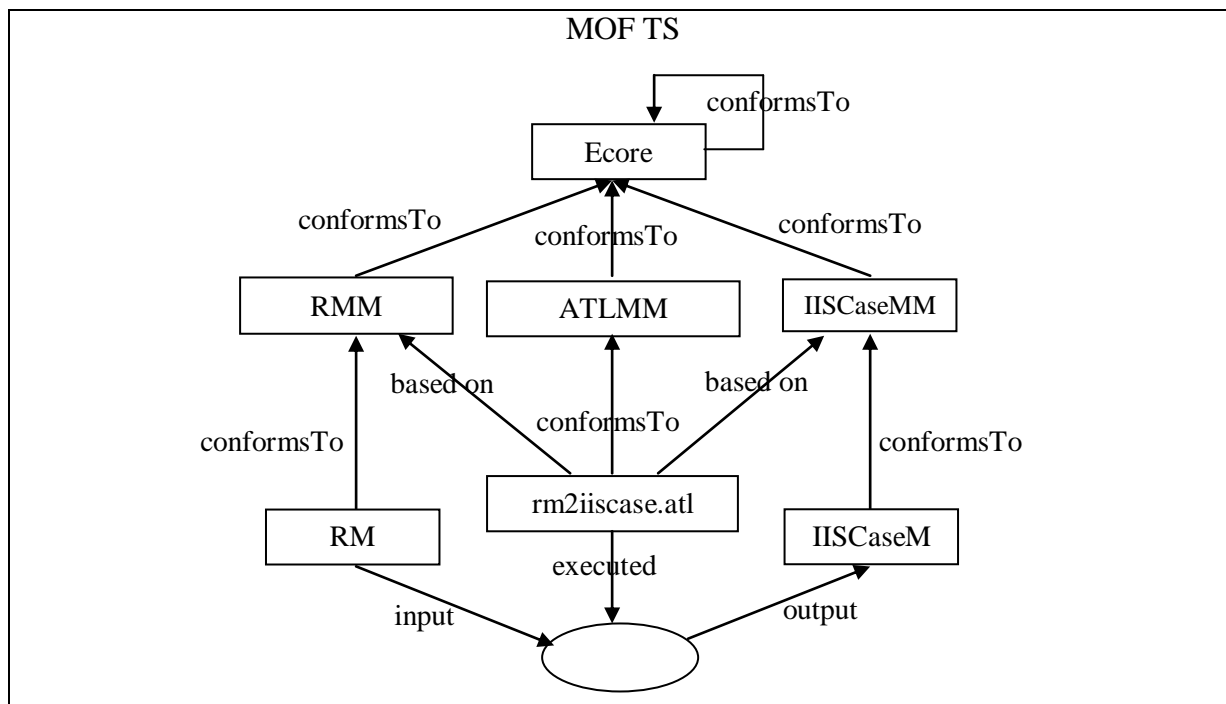 MOF TS
conformsTo
Ecore
conformsTo
conformsTo
conformsTo
RMM
ATLMM
IISCaseMM
based on
based on
conformsTo
conformsTo
conformsTo
rm2iiscase.atl
RM
IISCaseM
executed
input
output